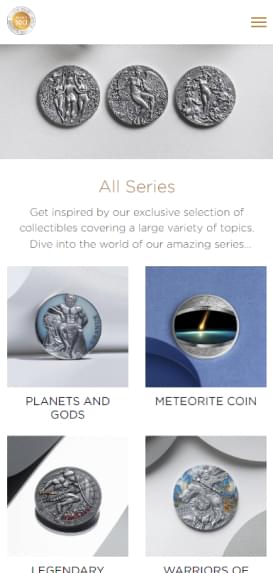 All Series
Get inspired by our exclusive selection of
collectibles covering a large variety of topics.
Dive into the world of our amazing series...
PLANETS AND
GODS
METEORITE COIN
LEGENDARY
WARRIORS OF